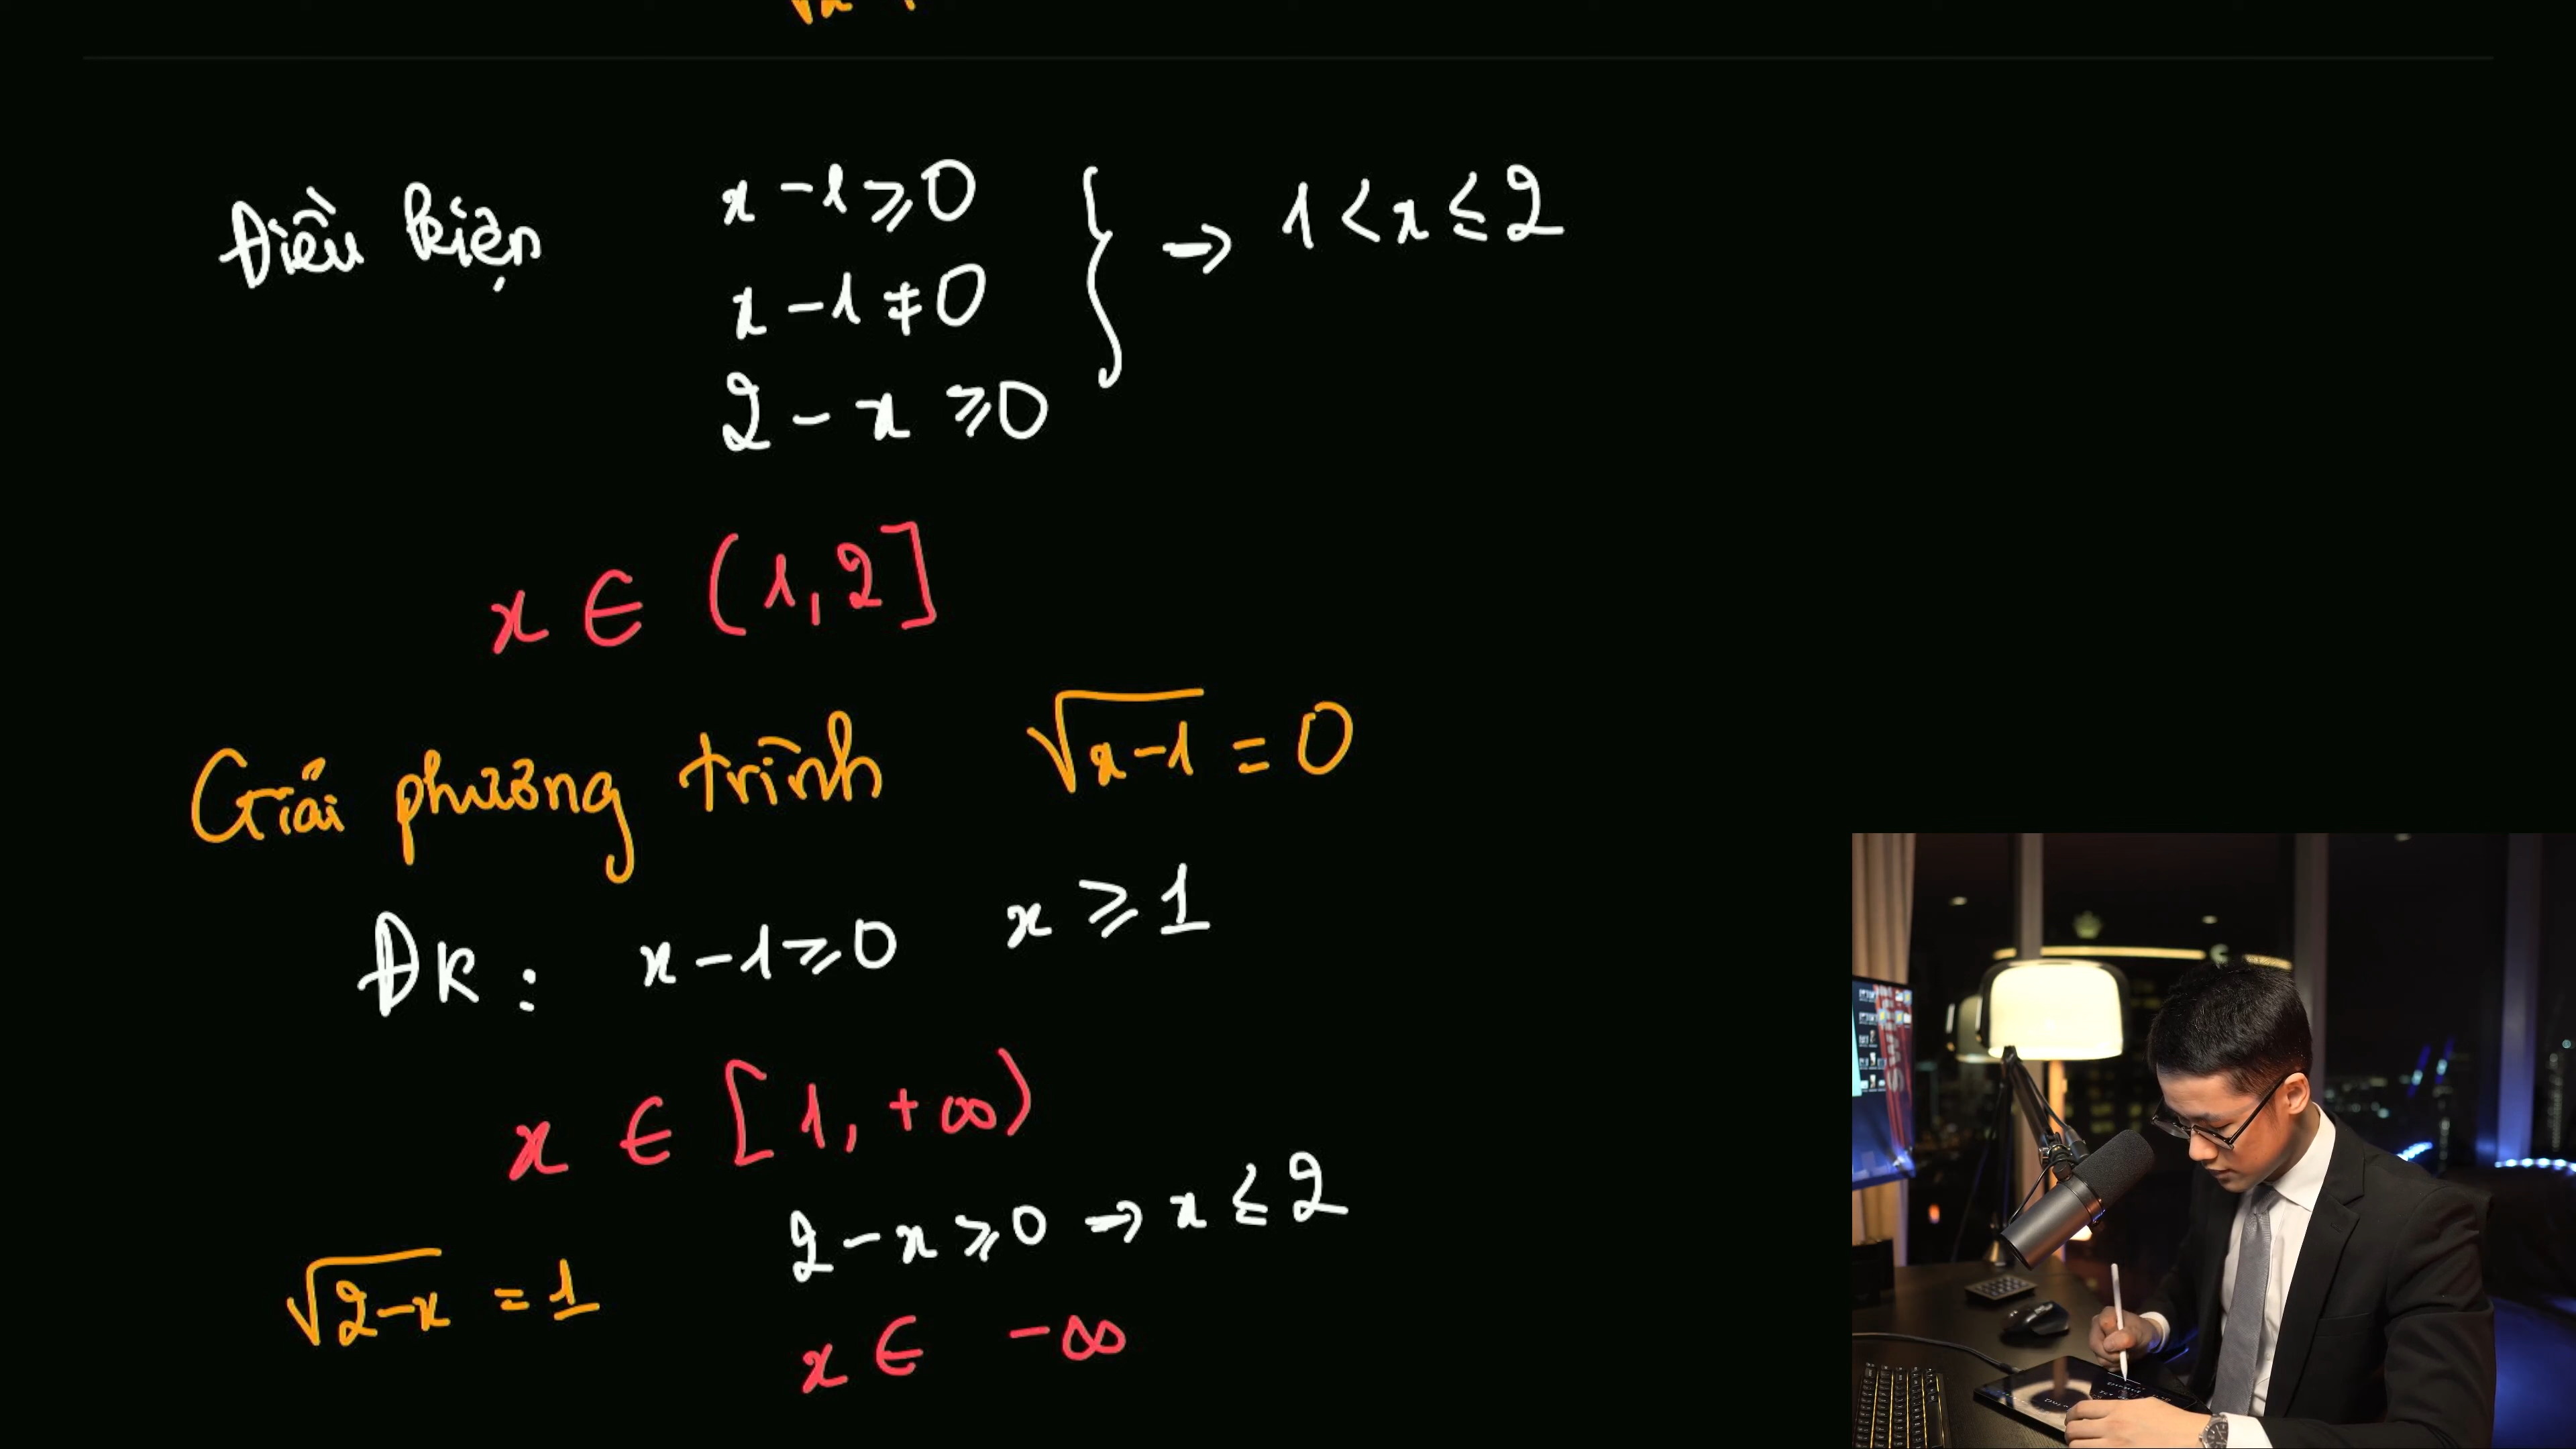 Điều kiện x - 1 ⩾ 0
x - 1 ≠ 0
2 - x ⩾ 0
} → 1 < x ≤ 2
x ∈ (1, 2]
Giải phương trình √(x-1) = 0
ĐK : x - 1 ⩾ 0 x ⩾ 1
x ∈ [1, +∞)
√(2-x) = 1 2 - x ⩾ 0 → x ≤ 2
x ∈ -∞